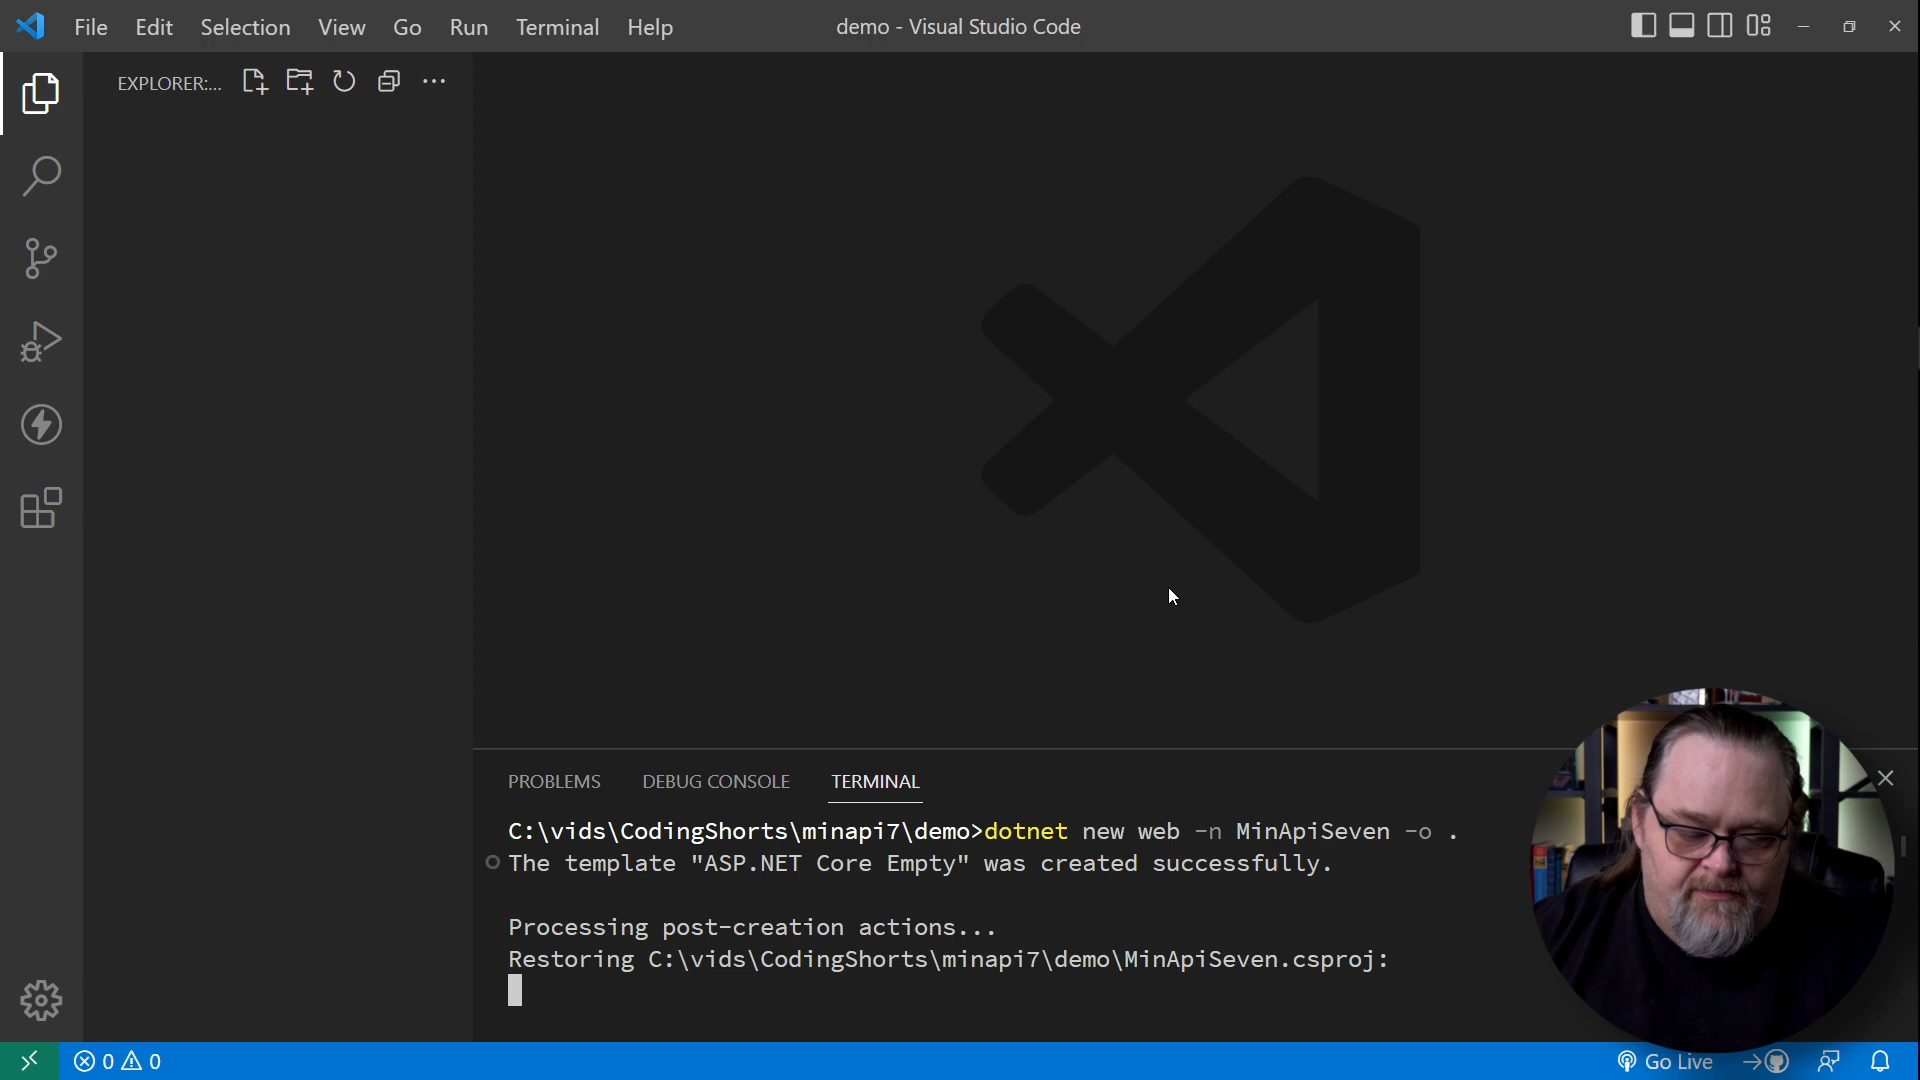 File Edit Selection View Go Run Terminal Help
demo - Visual Studio Code
EXPLORER:...
PROBLEMS DEBUG CONSOLE TERMINAL
C:\vids\CodingShorts\minapi7\demo>dotnet new web -n MinApiSeven -o .
The template "ASP.NET Core Empty" was created successfully.
Processing post-creation actions...
Restoring C:\vids\CodingShorts\minapi7\demo\MinApiSeven.csproj:
0 0
Go Live